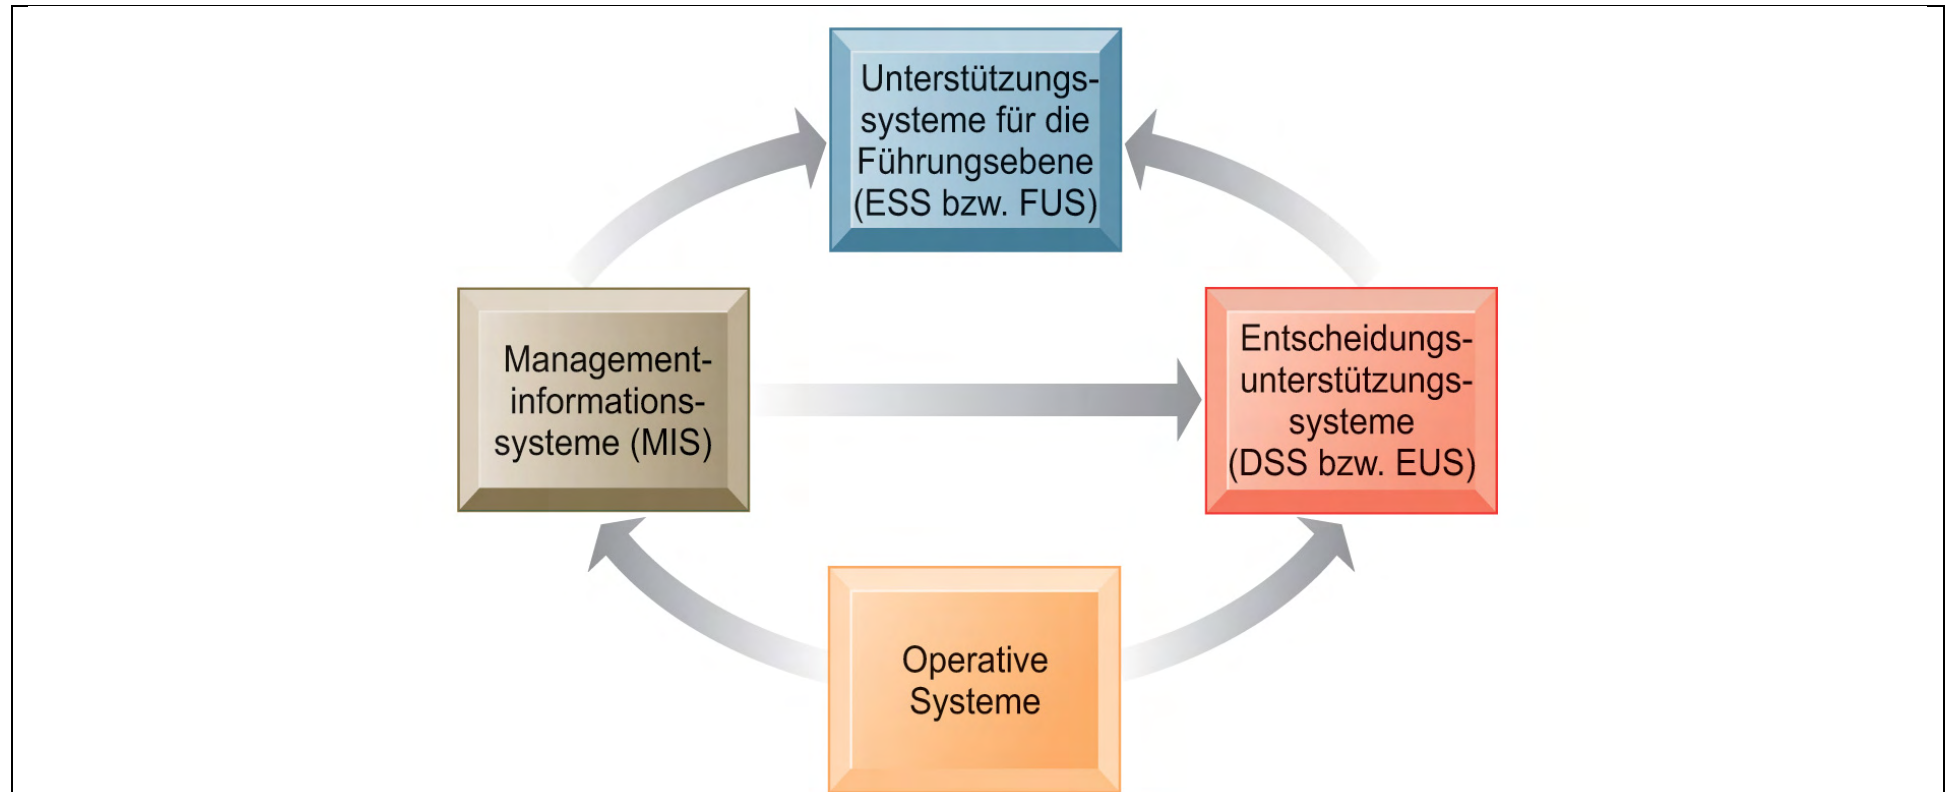 Unterstützungs-
systeme für die
Führungsebene
(ESS bzw. FUS)
Management-
informations-
systeme (MIS)
Entscheidungs-
unterstützungs-
systeme
(DSS bzw. EUS)
Operative
Systeme